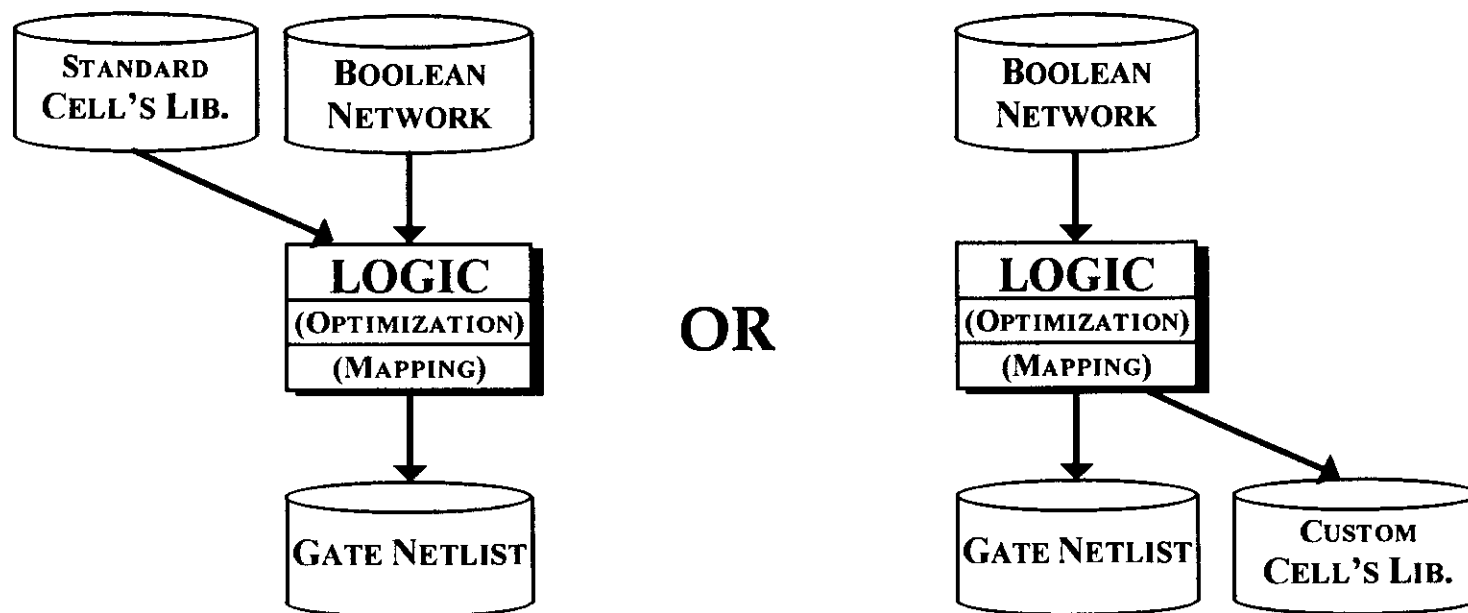 STANDARD
CELL'S LIB.
BOOLEAN
NETWORK
LOGIC
(OPTIMIZATION)
(MAPPING)
GATE NETLIST
OR
BOOLEAN
NETWORK
LOGIC
(OPTIMIZATION)
(MAPPING)
GATE NETLIST
CUSTOM
CELL'S LIB.